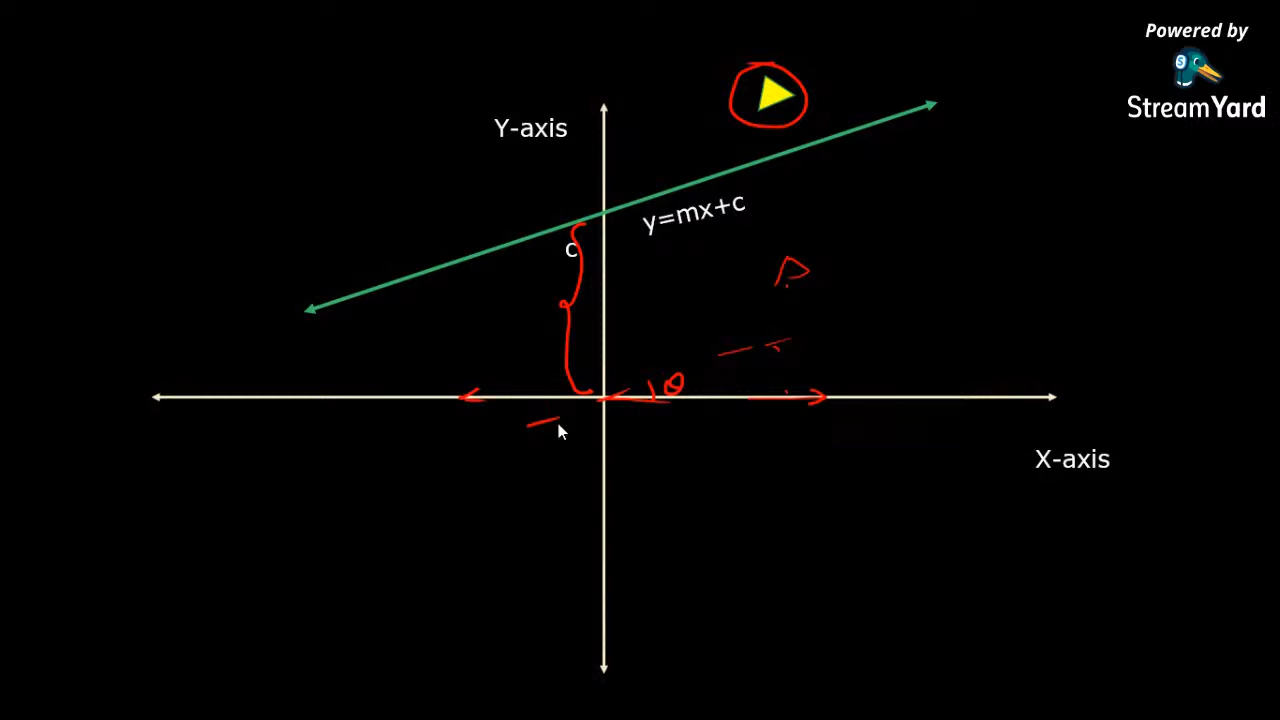 Powered by
StreamYard
Y-axis
y=mx+c
c
θ
X-axis